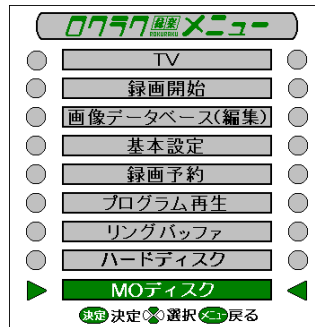 ロクラク 録楽 ROKURAKU メニュー
TV
録画開始
画像データベース(編集)
基本設定
録画予約
プログラム再生
リングバッファ
ハードディスク
MOディスク
決定 決定 選択 メニュー 戻る